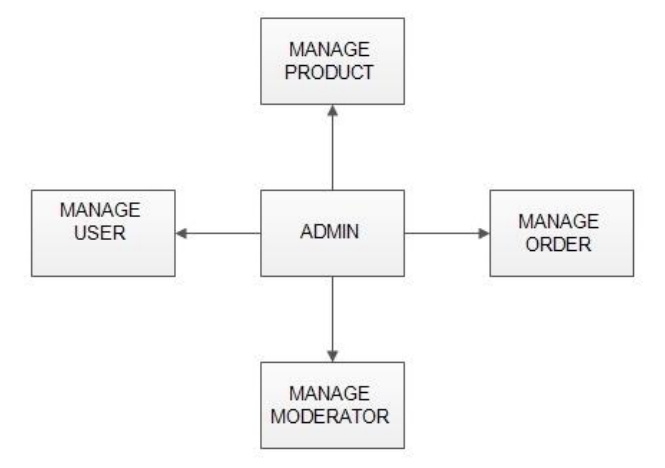 MANAGE
PRODUCT
MANAGE
USER
ADMIN
MANAGE
ORDER
MANAGE
MODERATOR